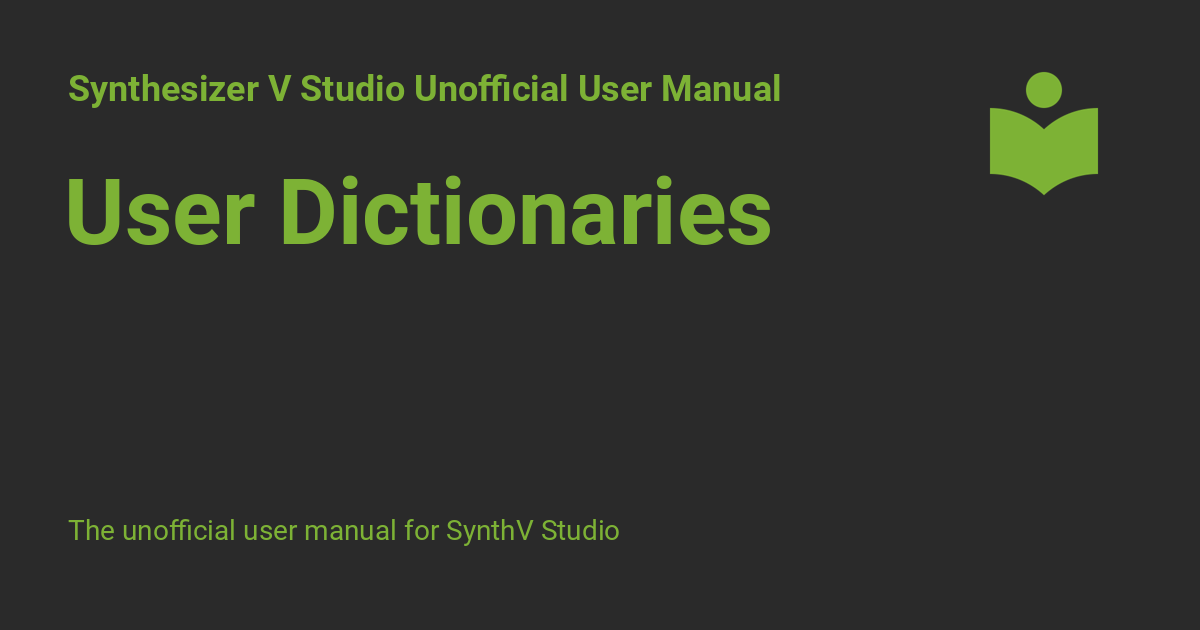 Synthesizer V Studio Unofficial User Manual
User Dictionaries
The unofficial user manual for SynthV Studio